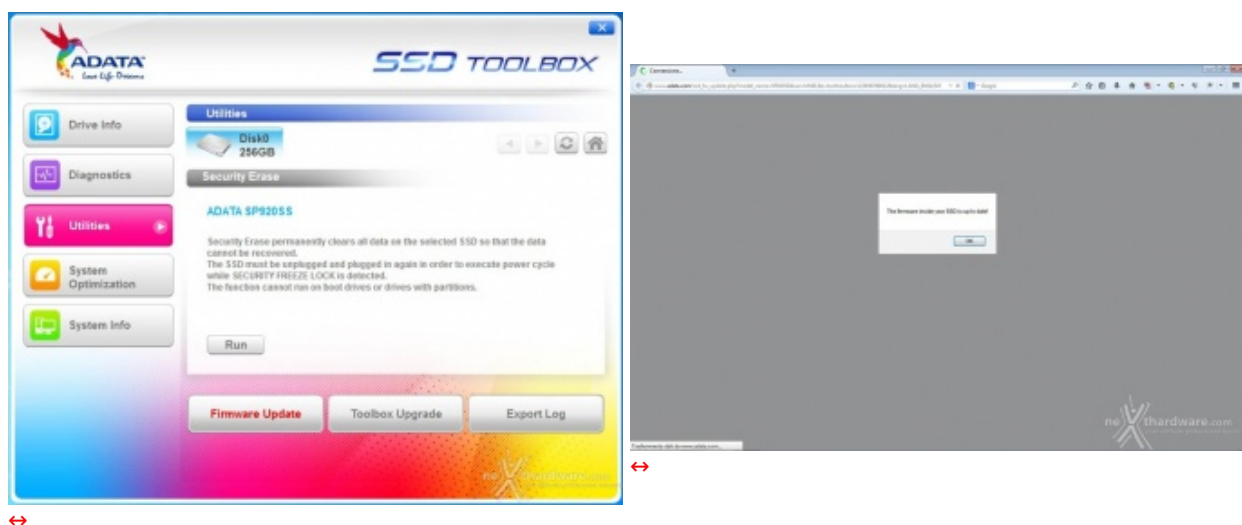 ADATA
Love Life Dreams
SSD TOOLBOX
Drive Info
Diagnostics
Utilities
System
Optimization
System Info
Utilities
Disk0
256GB
Security Erase
ADATA SP920SS
Security Erase permanently clears all data on the selected SSD so that the data
cannot be recovered.
The SSD must be unplugged and plugged in again in order to execute power cycle
while SECURITY FREEZE LOCK is detected.
The function cannot run on boot drives or drives with partitions.
Run
Firmware Update
Toolbox Upgrade
Export Log
Connessione...
Google
The firmware inside your SSD is up to date!
OK
nexthardware.com